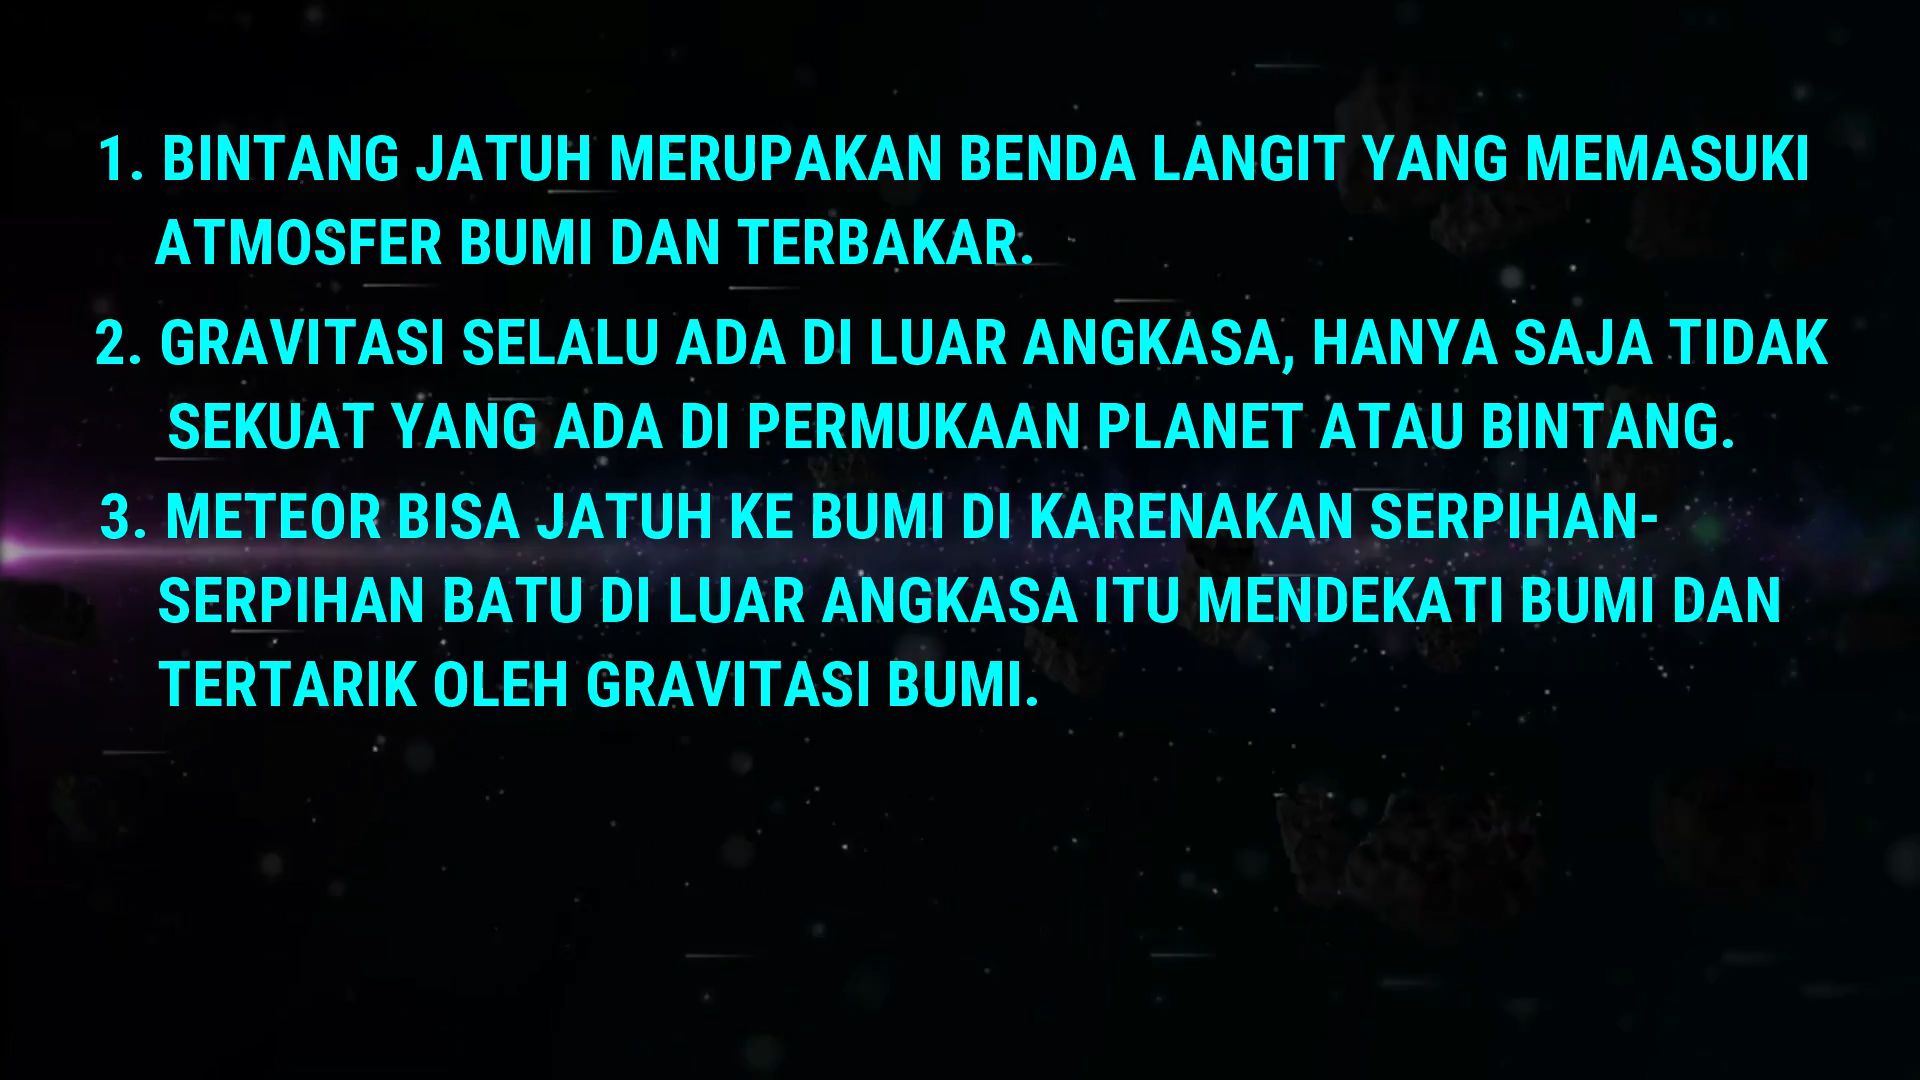 1. BINTANG JATUH MERUPAKAN BENDA LANGIT YANG MEMASUKI
ATMOSFER BUMI DAN TERBAKAR.
2. GRAVITASI SELALU ADA DI LUAR ANGKASA, HANYA SAJA TIDAK
SEKUAT YANG ADA DI PERMUKAAN PLANET ATAU BINTANG.
3. METEOR BISA JATUH KE BUMI DI KARENAKAN SERPIHAN-
SERPIHAN BATU DI LUAR ANGKASA ITU MENDEKATI BUMI DAN
TERTARIK OLEH GRAVITASI BUMI.